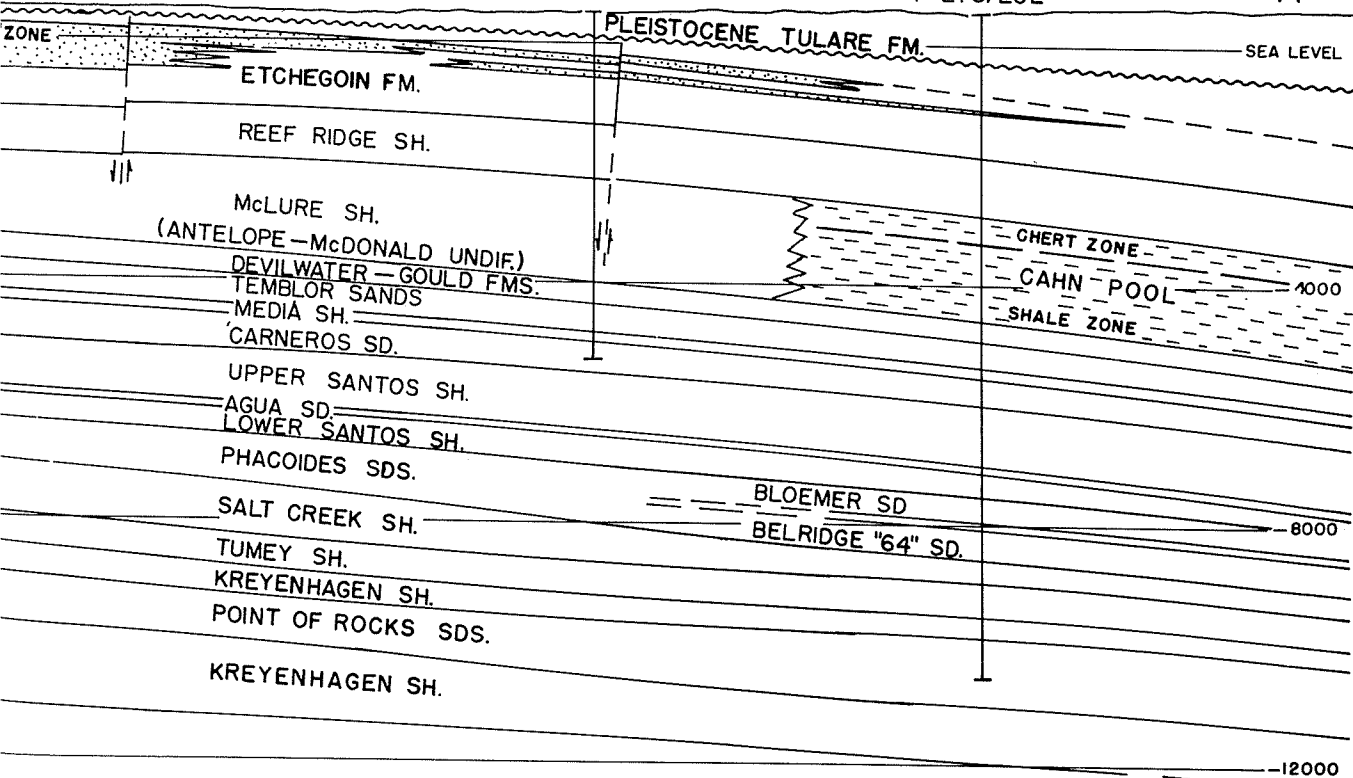 PLEISTOCENE TULARE FM.
ZONE
SEA LEVEL
ETCHEGOIN FM.
REEF RIDGE SH.
McLURE SH.
(ANTELOPE-McDONALD UNDIF.)
CHERT ZONE
DEVILWATER-GOULD FMS.
CAHN POOL
-4000
TEMBLOR SANDS
MEDIA SH.
SHALE ZONE
CARNEROS SD.
UPPER SANTOS SH.
AGUA SD.
LOWER SANTOS SH.
PHACOIDES SDS.
BLOEMER SD
SALT CREEK SH.
-8000
BELRIDGE "64" SD.
TUMEY SH.
KREYENHAGEN SH.
POINT OF ROCKS SDS.
KREYENHAGEN SH.
-12000